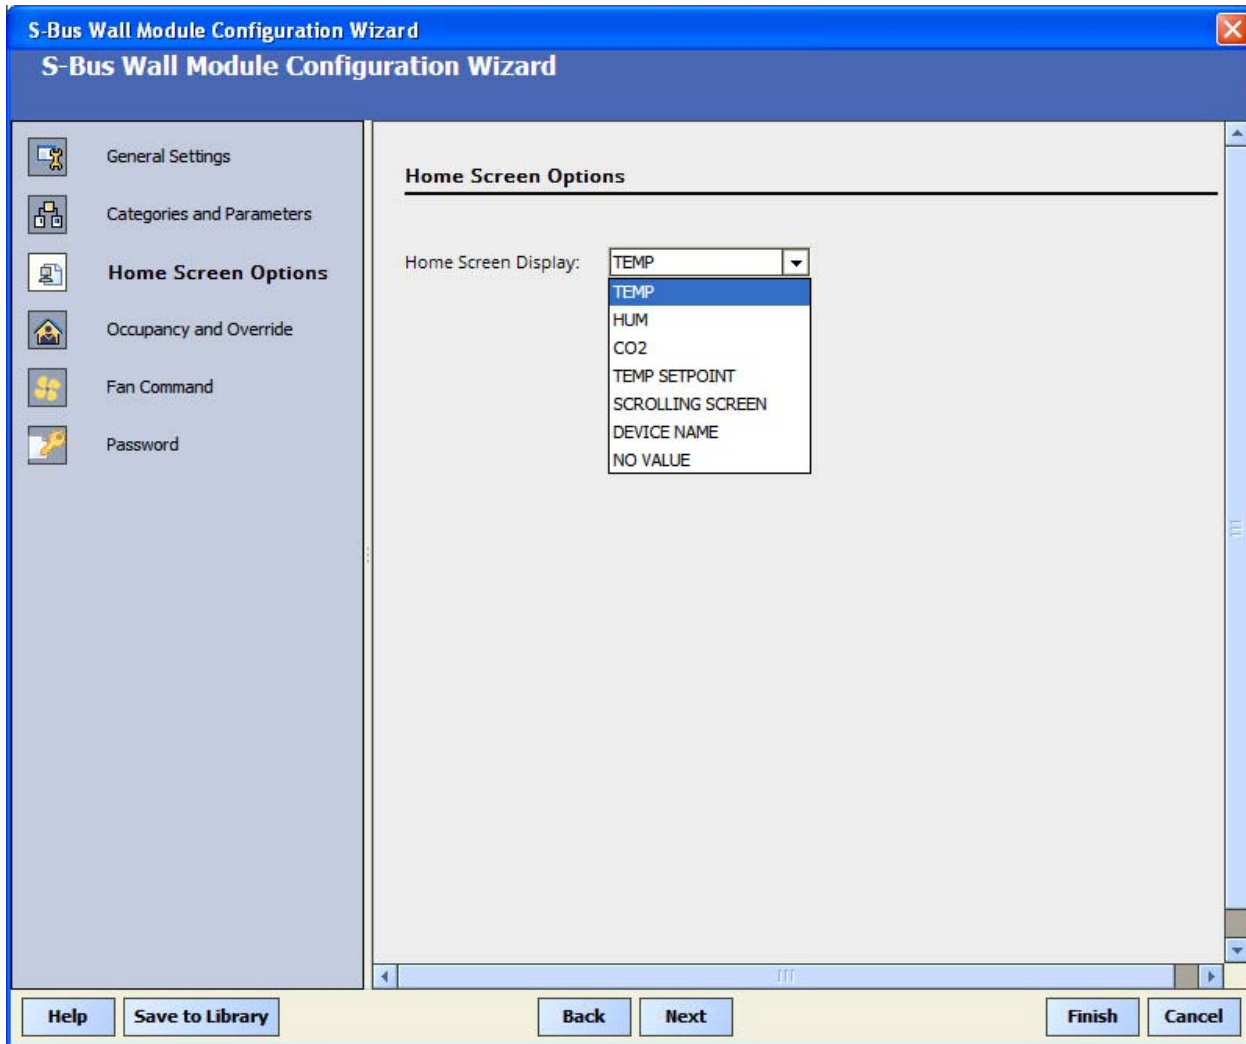 S-Bus Wall Module Configuration Wizard
S-Bus Wall Module Configuration Wizard
General Settings
Categories and Parameters
Home Screen Options
Occupancy and Override
Fan Command
Password
Home Screen Options
Home Screen Display: TEMP
TEMP
HUM
CO2
TEMP SETPOINT
SCROLLING SCREEN
DEVICE NAME
NO VALUE
Help Save to Library Back Next Finish Cancel